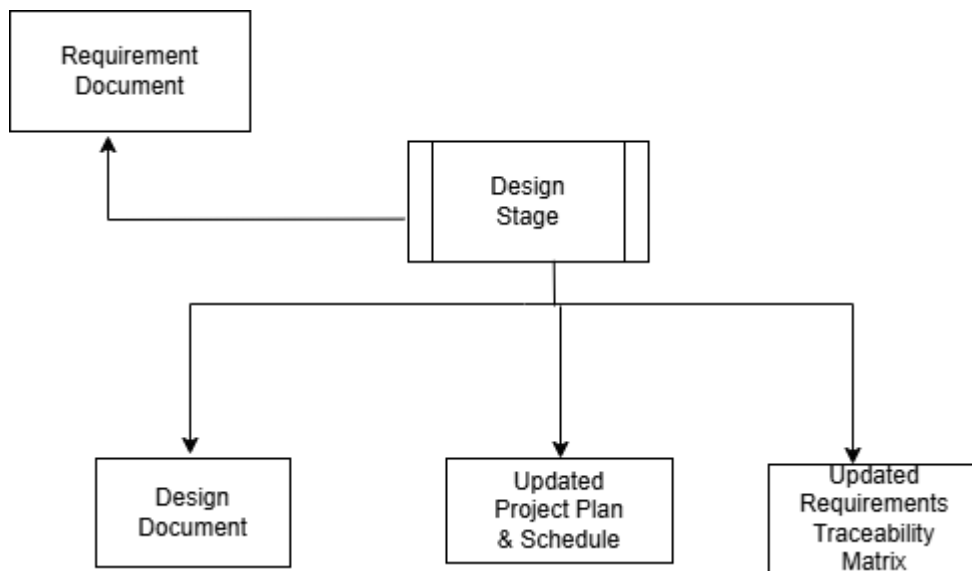 Requirement
Document
Design
Stage
Design
Document
Updated
Project Plan
& Schedule
Updated
Requirements
Traceability
Matrix